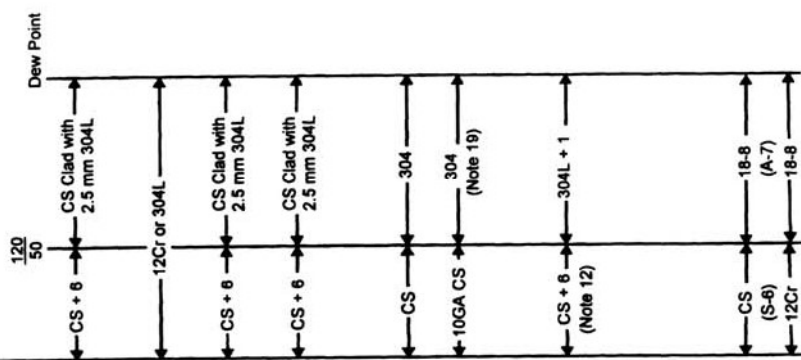 Dew Point
120
50
CS + 6
CS Clad with
2.5 mm 304L
12Cr or 304L
CS + 6
CS Clad with
2.5 mm 304L
CS + 6
CS Clad with
2.5 mm 304L
CS
304
10GA CS
304
(Note 19)
CS + 6
(Note 12)
304L + 1
CS
(S-6)
18-8
(A-7)
12Cr
18-8